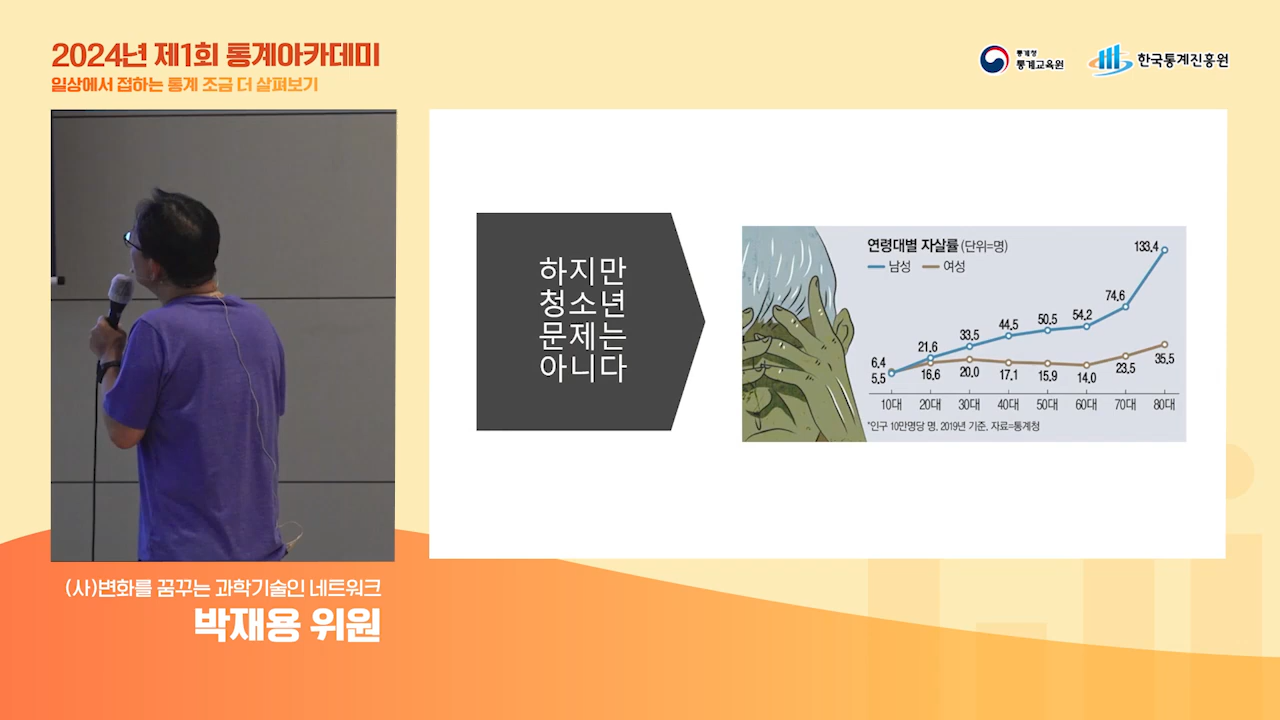 2024년 제1회 통계아카데미
일상에서 접하는 통계 조금 더 살펴보기
통계청
통계교육원
한국통계진흥원
하지만
청소년
문제는
아니다
연령대별 자살률 (단위=명)
남성 여성
133.4
74.6
54.2
50.5
44.5
33.5
21.6
6.4
5.5 16.6 20.0 17.1 15.9 14.0 23.5 35.5
10대 20대 30대 40대 50대 60대 70대 80대
*인구 10만명당 명. 2019년 기준, 자료=통계청
(사)변화를 꿈꾸는 과학기술인 네트워크
박재용 위원